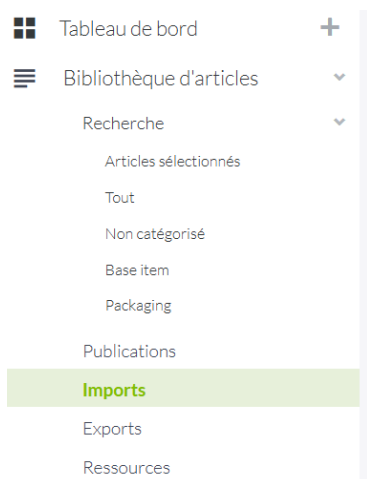 Tableau de bord
Bibliothèque d'articles
Recherche
Articles sélectionnés
Tout
Non catégorisé
Base item
Packaging
Publications
Imports
Exports
Ressources